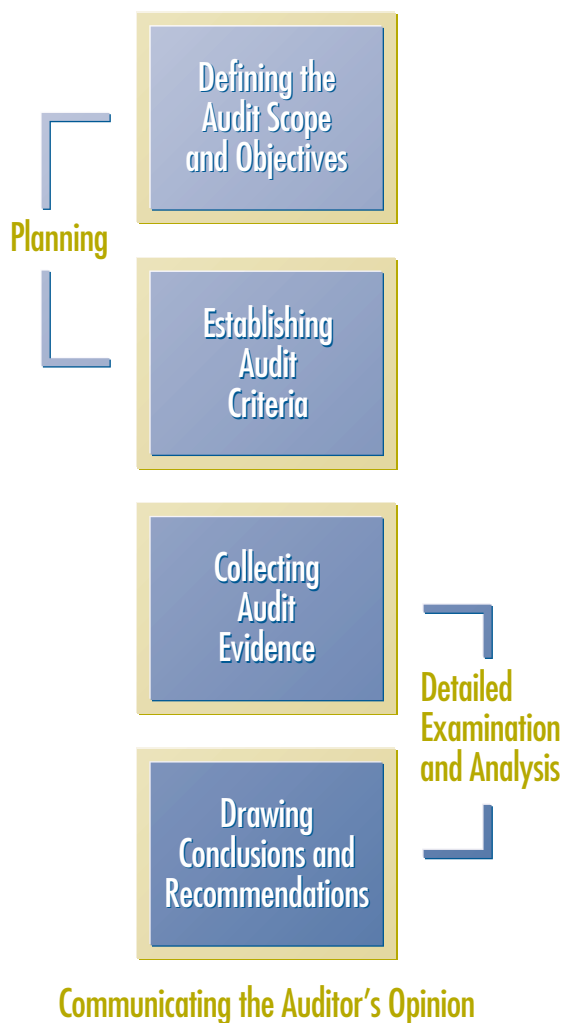 Defining the
Audit Scope
and Objectives
Planning
Establishing
Audit
Criteria
Collecting
Audit
Evidence
Detailed
Examination
and Analysis
Drawing
Conclusions and
Recommendations
Communicating the Auditor's Opinion